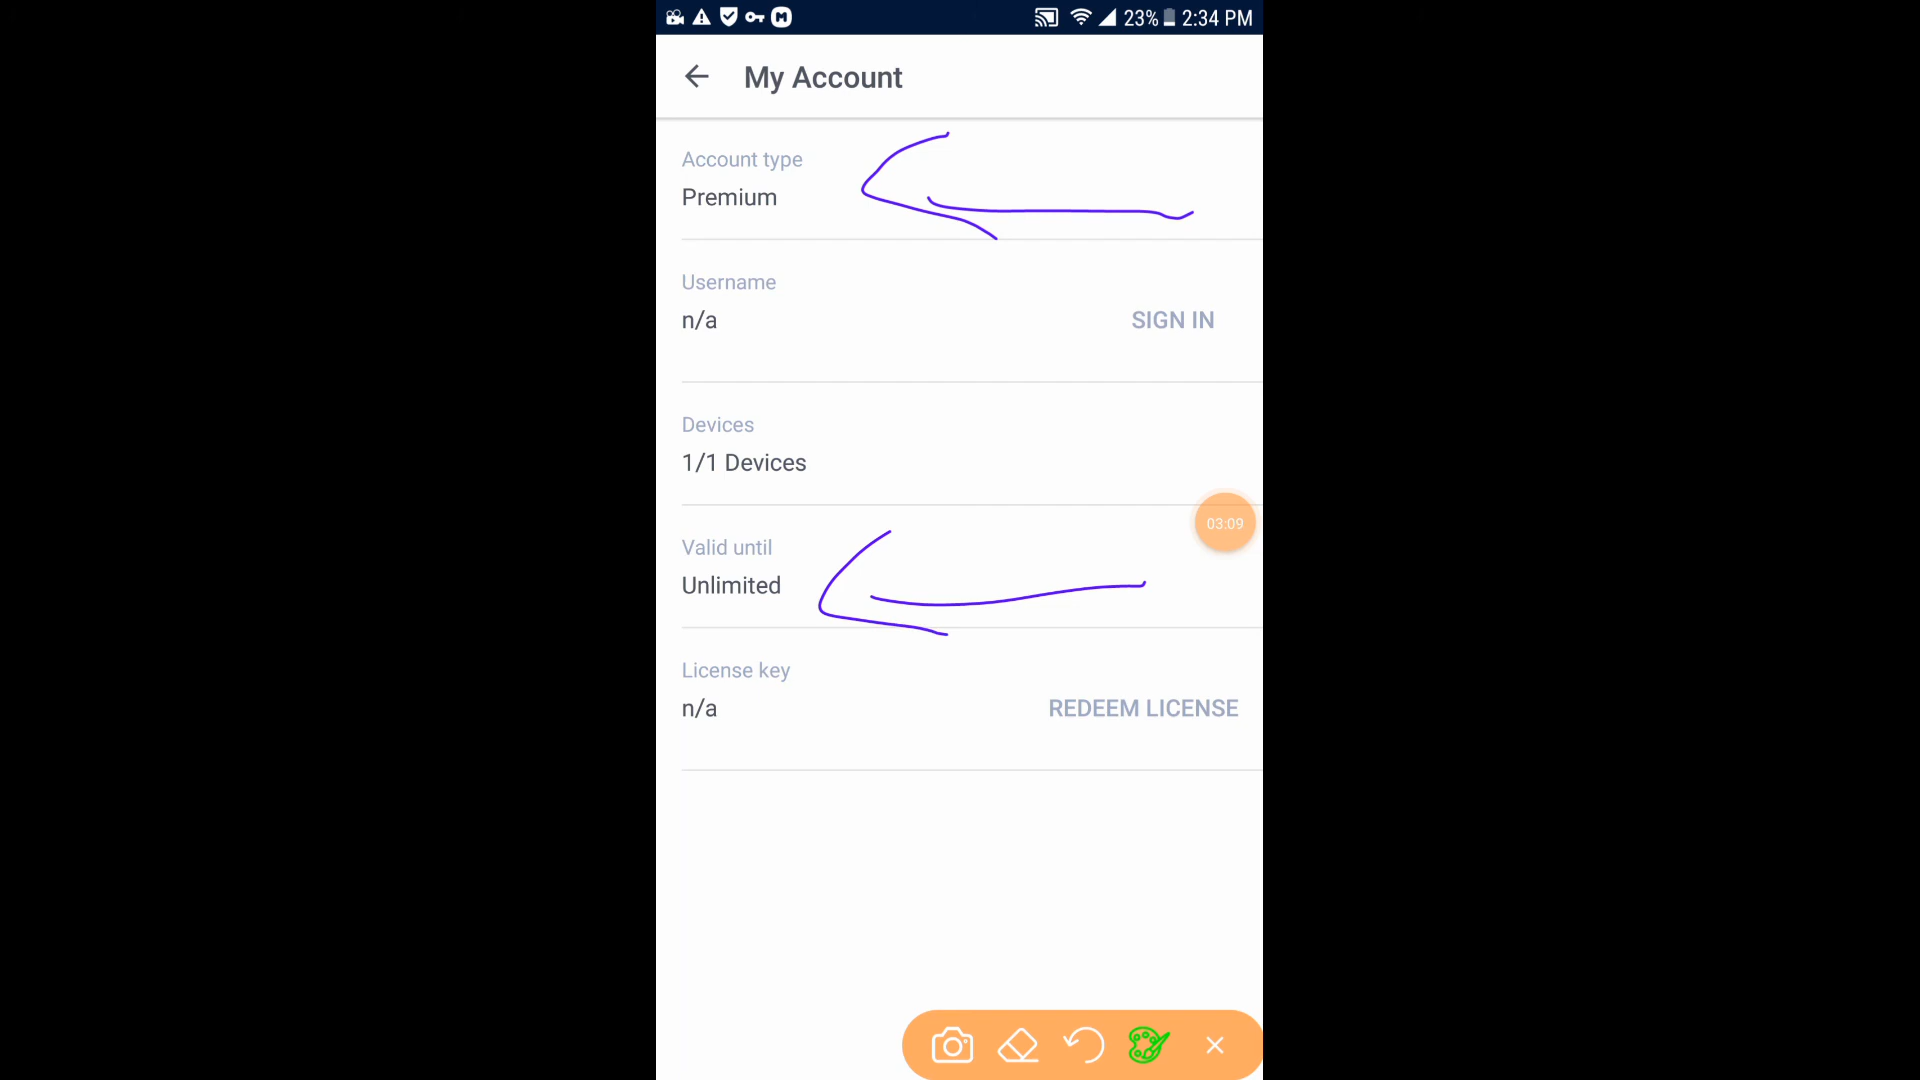 23% 2:34 PM
My Account
Account type
Premium
Username
n/a SIGN IN
Devices
1/1 Devices
03:09
Valid until
Unlimited
License key
n/a REDEEM LICENSE